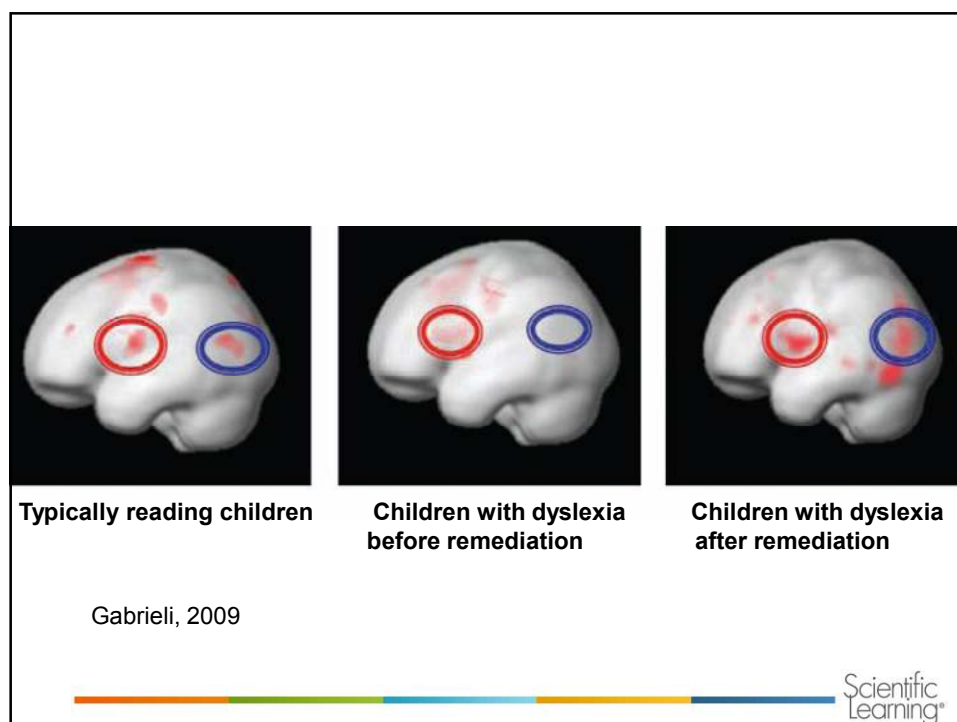 Typically reading children
Children with dyslexia
before remediation
Children with dyslexia
after remediation
Gabrieli, 2009
Scientific
Learning®